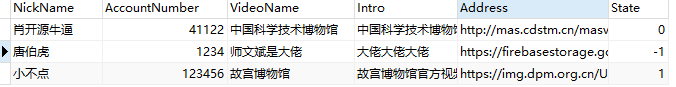 NickName AccountNumber VideoName Intro Address State
肖开源牛逼 41122 中国科学技术博物馆 中国科学技术博物馆 http://mas.cdstm.cn/masv 0
唐伯虎 1234 师文斌是大佬 大佬大佬大佬 https://firebasestorage.go -1
小不点 123456 故宫博物馆 故宫博物馆官方视频 https://img.dpm.org.cn/U 1